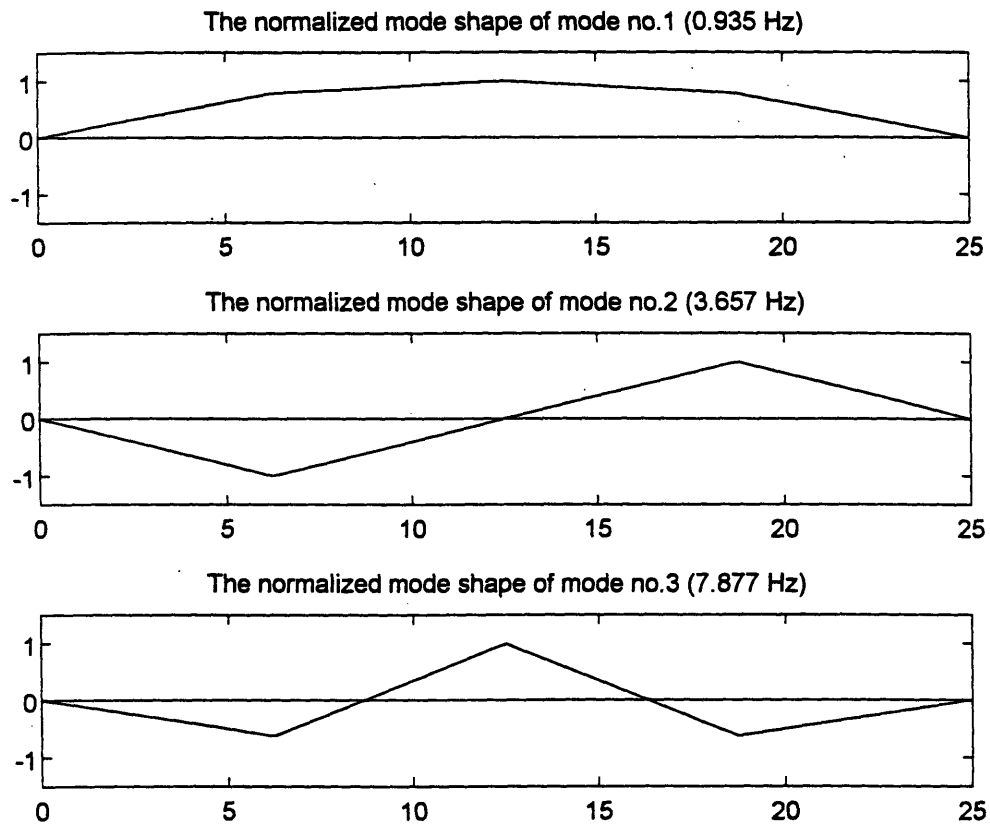 The normalized mode shape of mode no.1 (0.935 Hz)
1
0
-1
0 5 10 15 20 25
The normalized mode shape of mode no.2 (3.657 Hz)
1
0
-1
0 5 10 15 20 25
The normalized mode shape of mode no.3 (7.877 Hz)
1
0
-1
0 5 10 15 20 25